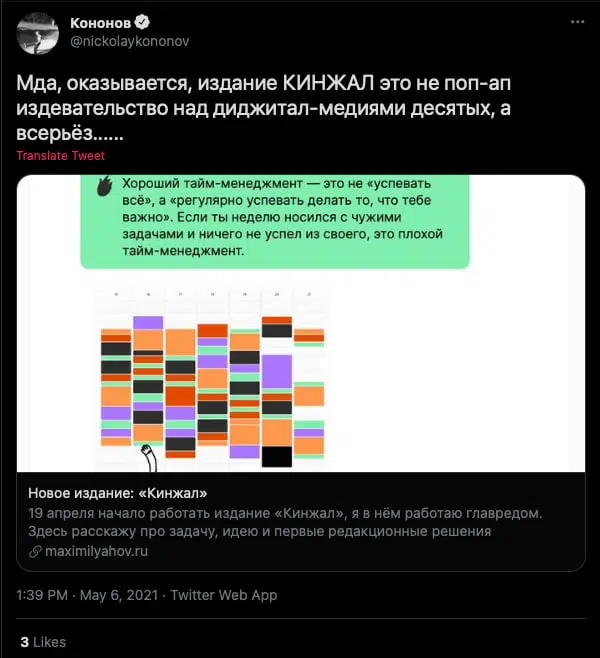 Кононов
@nickolaykononov
Мда, оказывается, издание КИНЖАЛ это не поп-ап
издевательство над диджитал-медиями десятых, а
всерьёз......
Translate Tweet
Хороший тайм-менеджмент — это не «успевать
всё», а «регулярно успевать делать то, что тебе
важно». Если ты неделю носился с чужими
задачами и ничего не успел из своего, это плохой
тайм-менеджмент.
Новое издание: «Кинжал»
19 апреля начало работать издание «Кинжал», я в нём работаю главредом.
Здесь расскажу про задачу, идею и первые редакционные решения
maximilyahov.ru
1:39 PM · May 6, 2021 · Twitter Web App
3 Likes